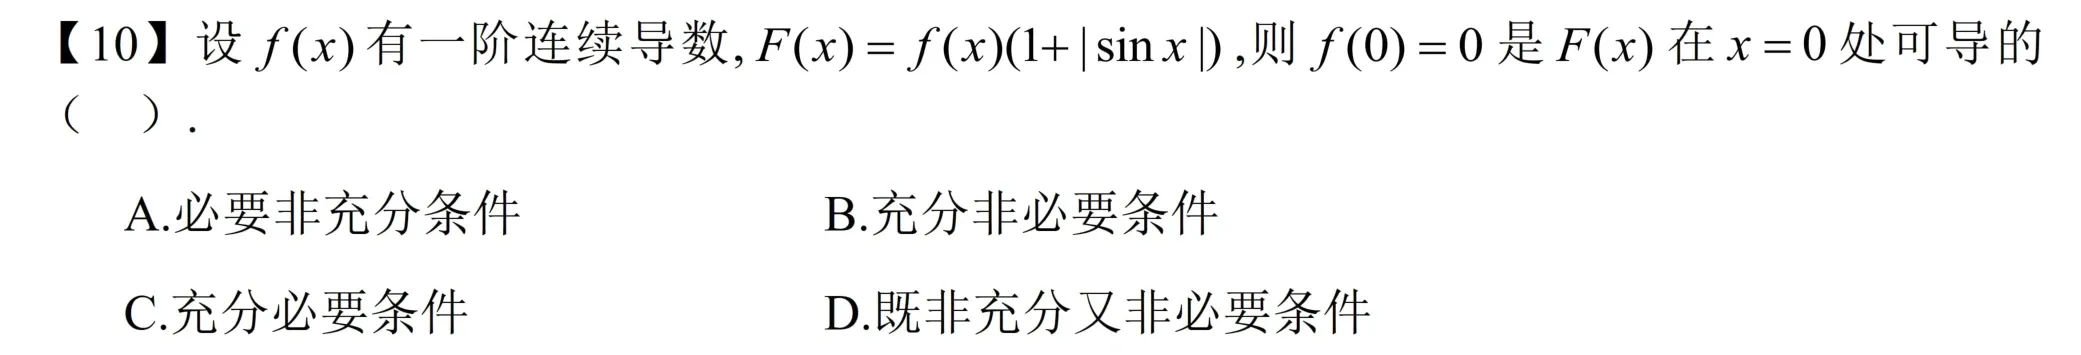 【10】设 f(x) 有一阶连续导数, F(x) = f(x)(1+|sin x|) ,则 f(0) = 0 是 F(x) 在 x = 0 处可导的
（ ）.
A.必要非充分条件 B.充分非必要条件
C.充分必要条件 D.既非充分又非必要条件